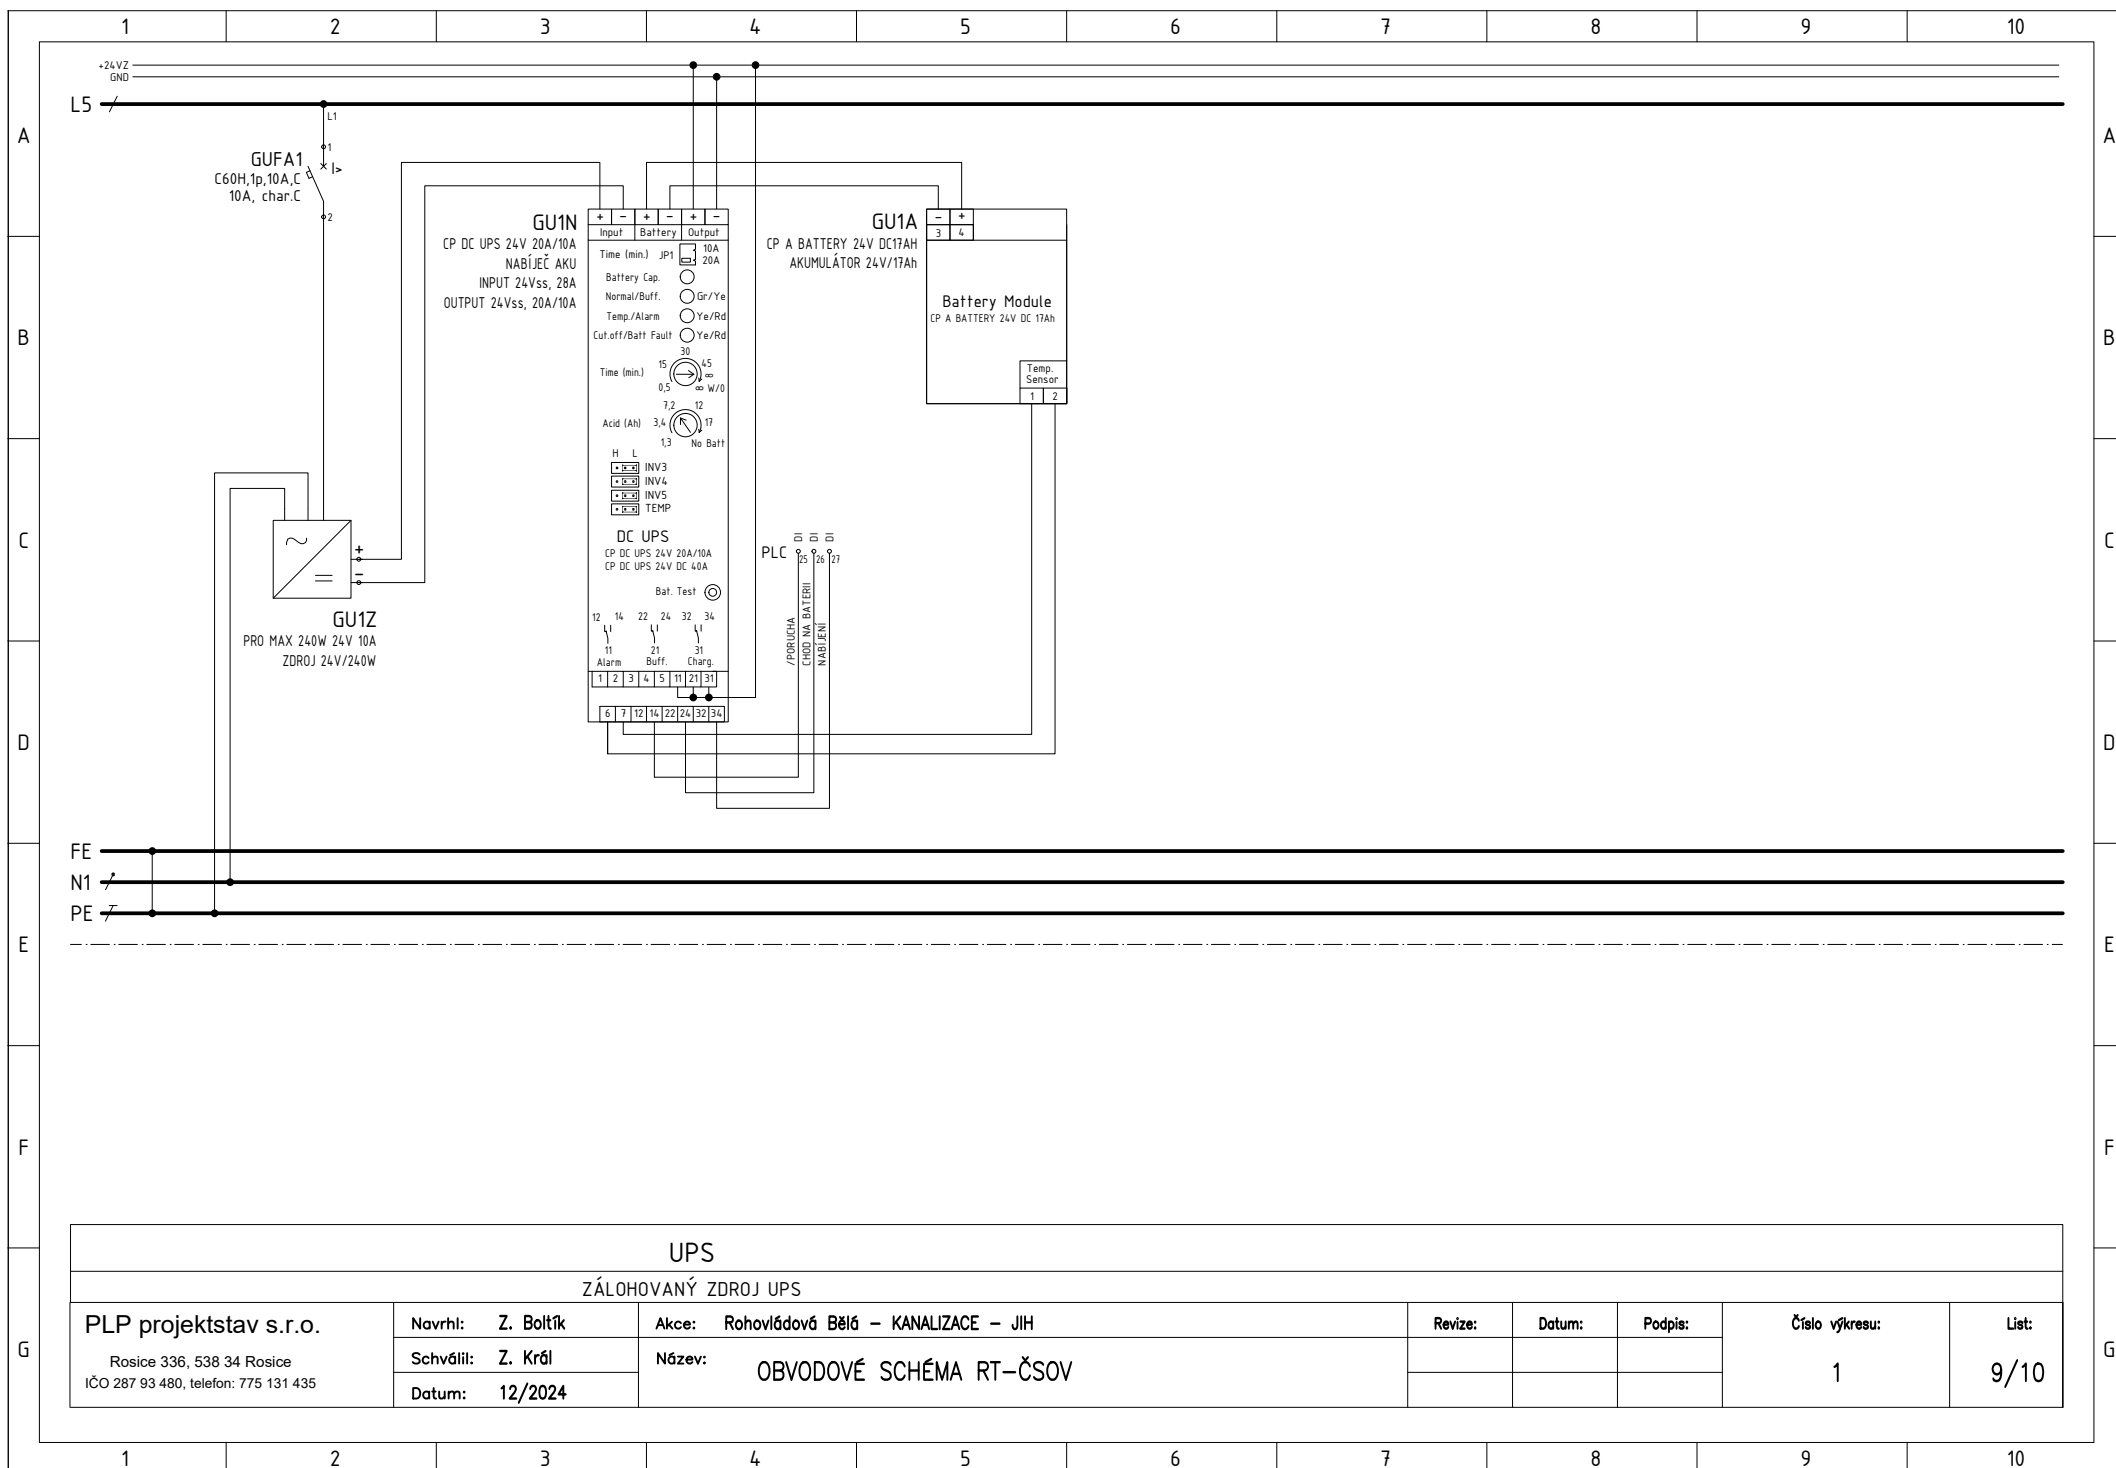 1 2 3 4 5 6 7 8 9 10
+24VZ
GND
L5
L1
A A
1
GUFA1
I>
C60H,1p,10A,C
10A, char.C
2
GU1N
CP DC UPS 24V 20A/10A
NABÍJEČ AKU
INPUT 24Vss, 28A
OUTPUT 24Vss, 20A/10A
+ - + - + -
Input Battery Output
Time (min.) JP1 10A
20A
Battery Cap.
Normal/Buff. Gr/Ye
Temp./Alarm Ye/Rd
Cut.off/Batt Fault Ye/Rd
30
15 45
Time (min.) ∞
0,5 ∞ W/O
7,2 12
Acid (Ah) 3,4 17
1,3 No Batt
H L
INV3
INV4
INV5
TEMP
DC UPS
CP DC UPS 24V 20A/10A
CP DC UPS 24V DC 40A
Bat. Test
12 14 22 24 32 34
11 21 31
Alarm Buff. Charg.
1 2 3 4 5 11 21 31
6 7 12 14 22 24 32 34
GU1A
CP A BATTERY 24V DC17AH
AKUMULÁTOR 24V/17Ah
- +
3 4
Battery Module
CP A BATTERY 24V DC 17Ah
Temp.
Sensor
1 2
B B
C C
+
-
GU1Z
PRO MAX 240W 24V 10A
ZDROJ 24V/240W
PLC
DI DI DI
25 26 27
/PORUCHA
CHOD NA BATERII
NABÍJENÍ
D D
FE
N1
PE
E E
F F
G G
UPS
ZÁLOHOVANÝ ZDROJ UPS
PLP projektstav s.r.o.
Rosice 336, 538 34 Rosice
IČO 287 93 480, telefon: 775 131 435
Navrhl: Z. Boltík
Schválil: Z. Král
Datum: 12/2024
Akce: Rohovládová Bělá – KANALIZACE – JIH
Název: OBVODOVÉ SCHÉMA RT–ČSOV
Revize: Datum: Podpis:
Číslo výkresu:
1
List:
9/10
1 2 3 4 5 6 7 8 9 10